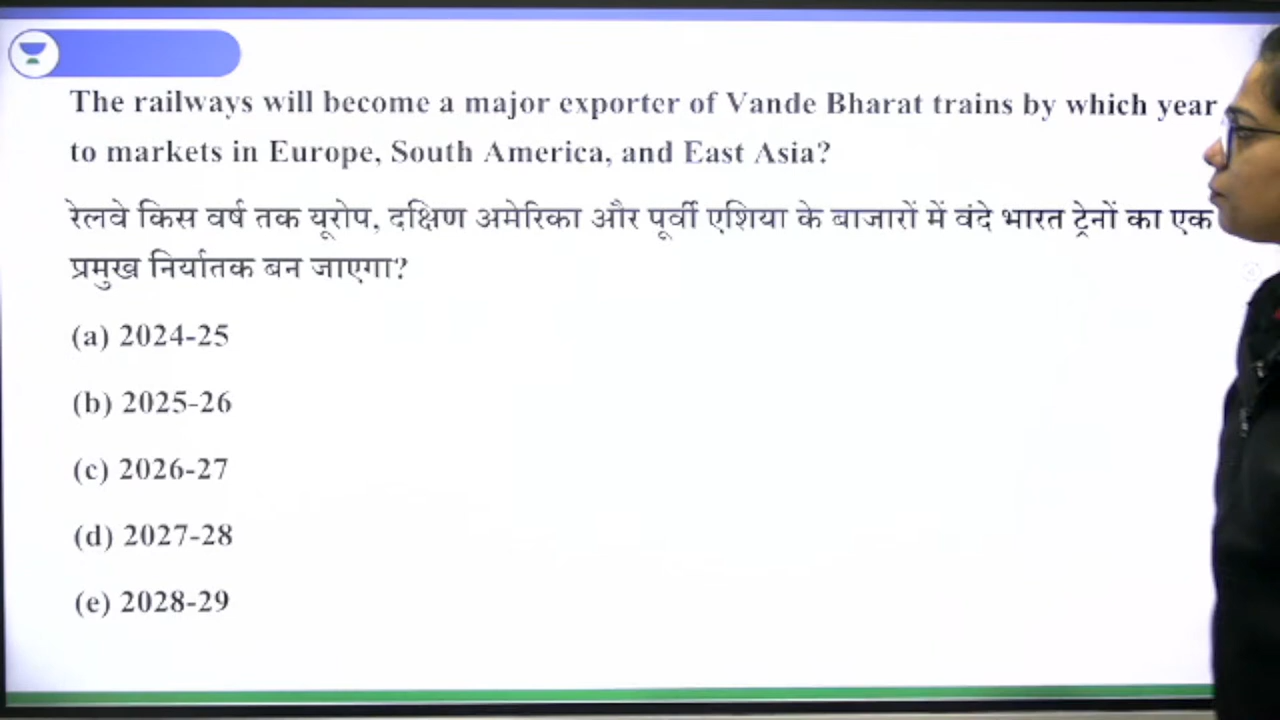 The railways will become a major exporter of Vande Bharat trains by which year
to markets in Europe, South America, and East Asia?
रेलवे किस वर्ष तक यूरोप, दक्षिण अमेरिका और पूर्वी एशिया के बाजारों में वंदे भारत ट्रेनों का एक
प्रमुख निर्यातक बन जाएगा?
(a) 2024-25
(b) 2025-26
(c) 2026-27
(d) 2027-28
(e) 2028-29